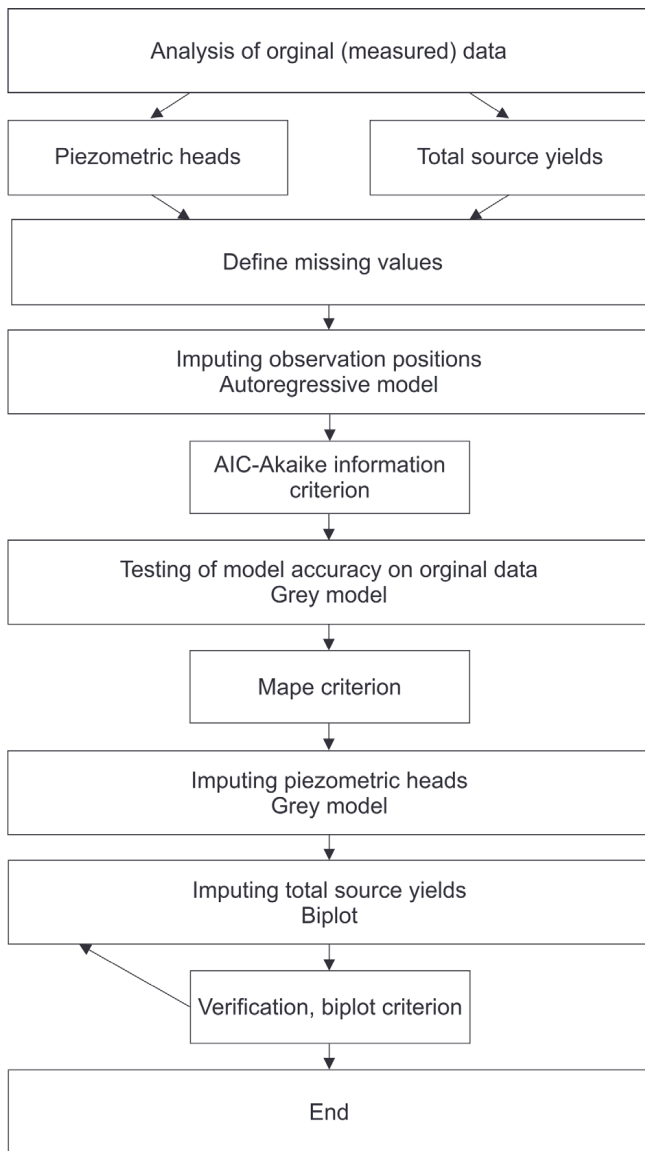 Analysis of orginal (measured) data
Piezometric heads
Total source yields
Define missing values
Imputing observation positions
Autoregressive model
AIC-Akaike information
criterion
Testing of model accuracy on orginal data
Grey model
Mape criterion
Imputing piezometric heads
Grey model
Imputing total source yields
Biplot
Verification, biplot criterion
End